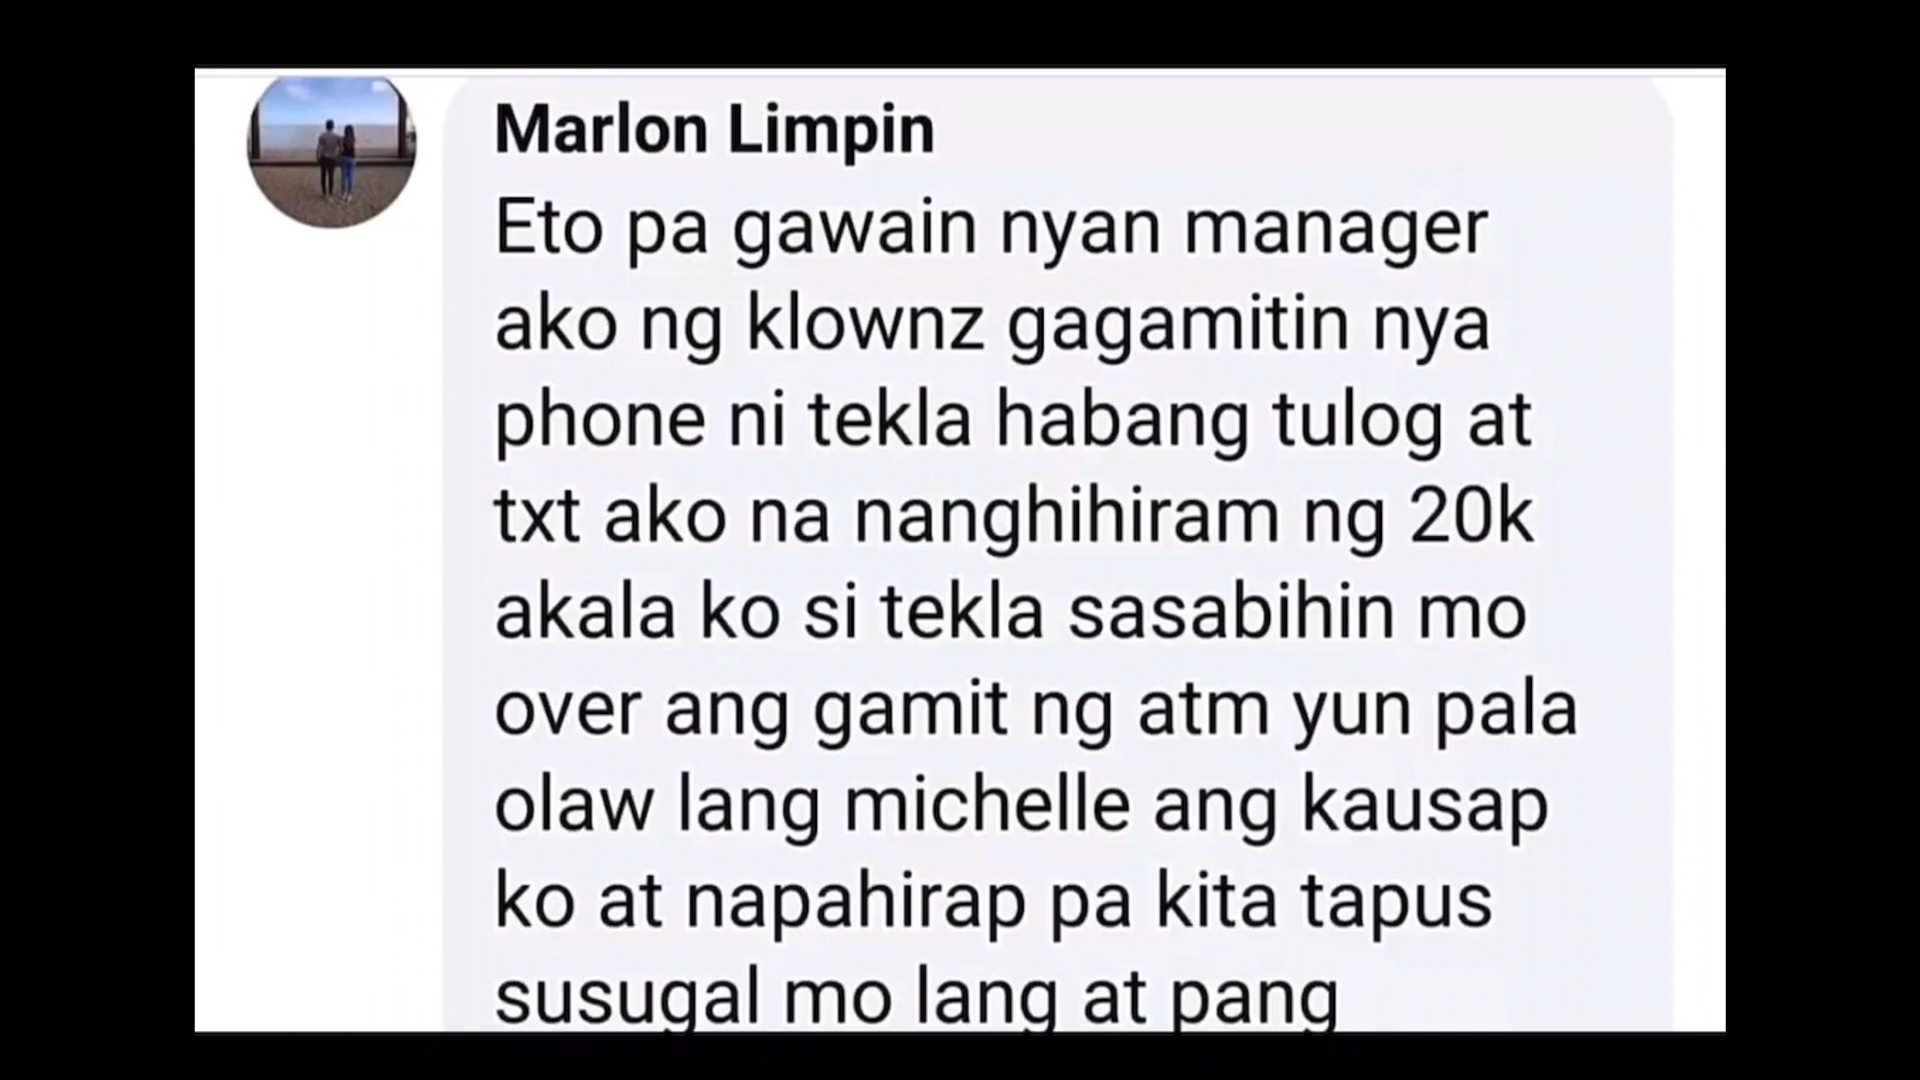 Marlon Limpin
Eto pa gawain nyan manager
ako ng klownz gagamitin nya
phone ni tekla habang tulog at
txt ako na nanghihiram ng 20k
akala ko si tekla sasabihin mo
over ang gamit ng atm yun pala
olaw lang michelle ang kausap
ko at napahirap pa kita tapus
susugal mo lang at pang